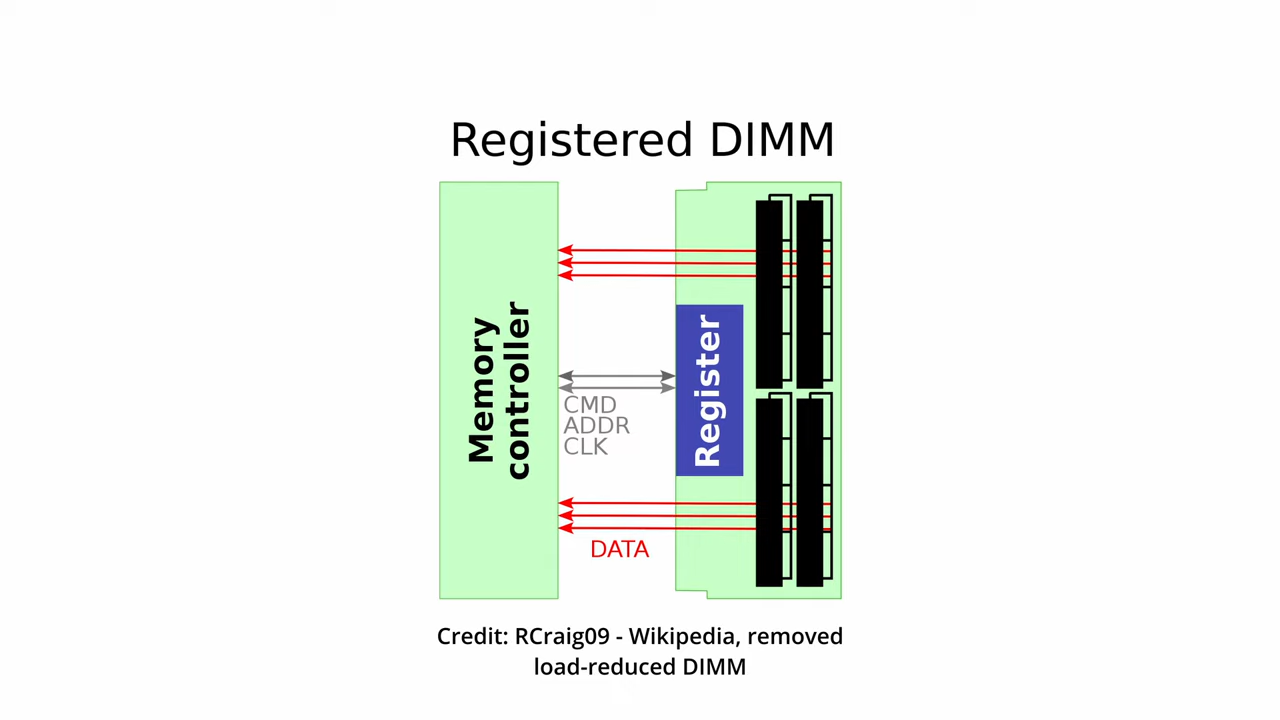 Registered DIMM
Memory
controller
Register
CMD
ADDR
CLK
DATA
Credit: RCraig09 - Wikipedia, removed
load-reduced DIMM